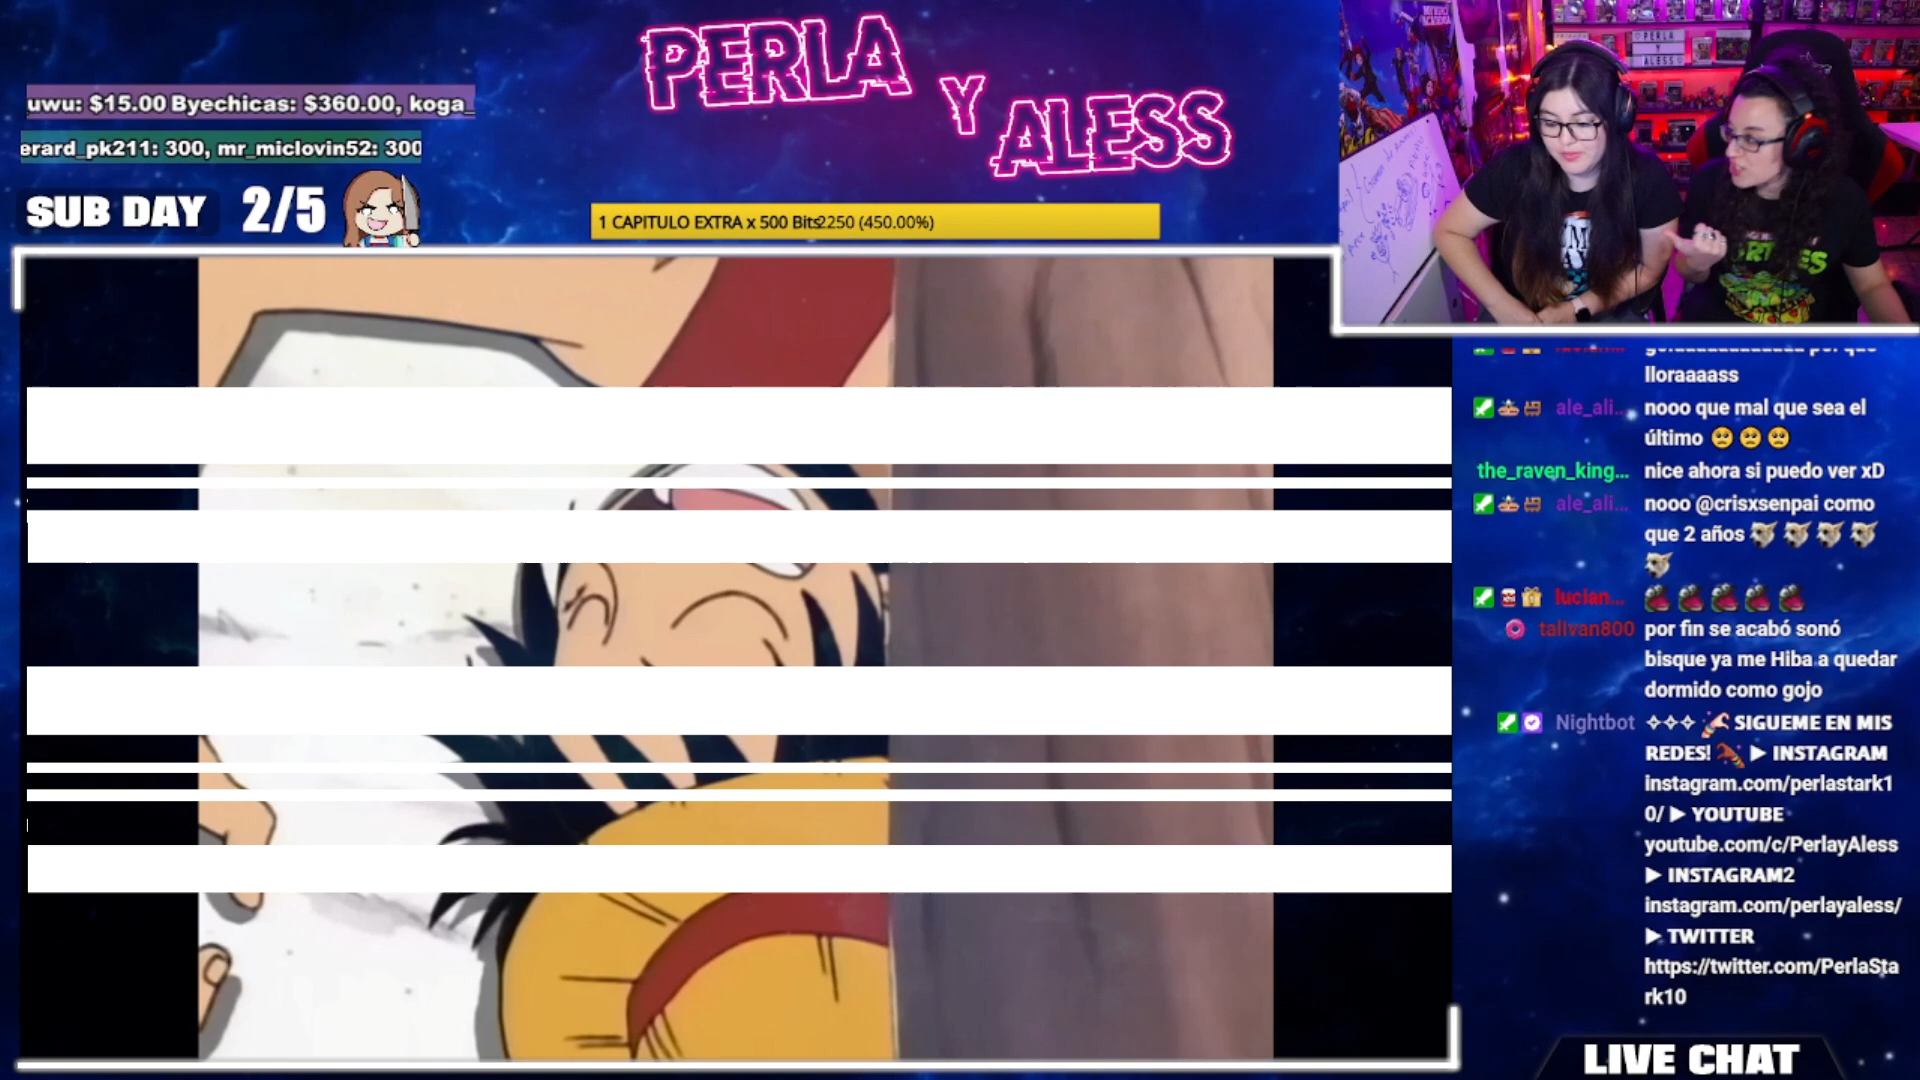 PERLA
Y
ALESS
PERLA
Y
ALESS
uwu: $15.00 Byechicas: $360.00, koga_
erard_pk211: 300, mr_miclovin52: 300
SUB DAY 2/5
1 CAPITULO EXTRA x 500 Bits2250 (450.00%)
lloraaaass
ale_ali... nooo que mal que sea el
último 🥺 🥺 🥺
the_raven_king... nice ahora si puedo ver xD
ale_ali... nooo @crisxsenpai como
que 2 años
lucian...
talivan800 por fin se acabó sonó
bisque ya me Hiba a quedar
dormido como gojo
Nightbot ✧✧✧ 🎉 SIGUEME EN MIS
REDES! ▶ INSTAGRAM
instagram.com/perlastark1
0/ ▶ YOUTUBE
youtube.com/c/PerlayAless
▶ INSTAGRAM2
instagram.com/perlayaless/
▶ TWITTER
https://twitter.com/PerlaSta
rk10
LIVE CHAT